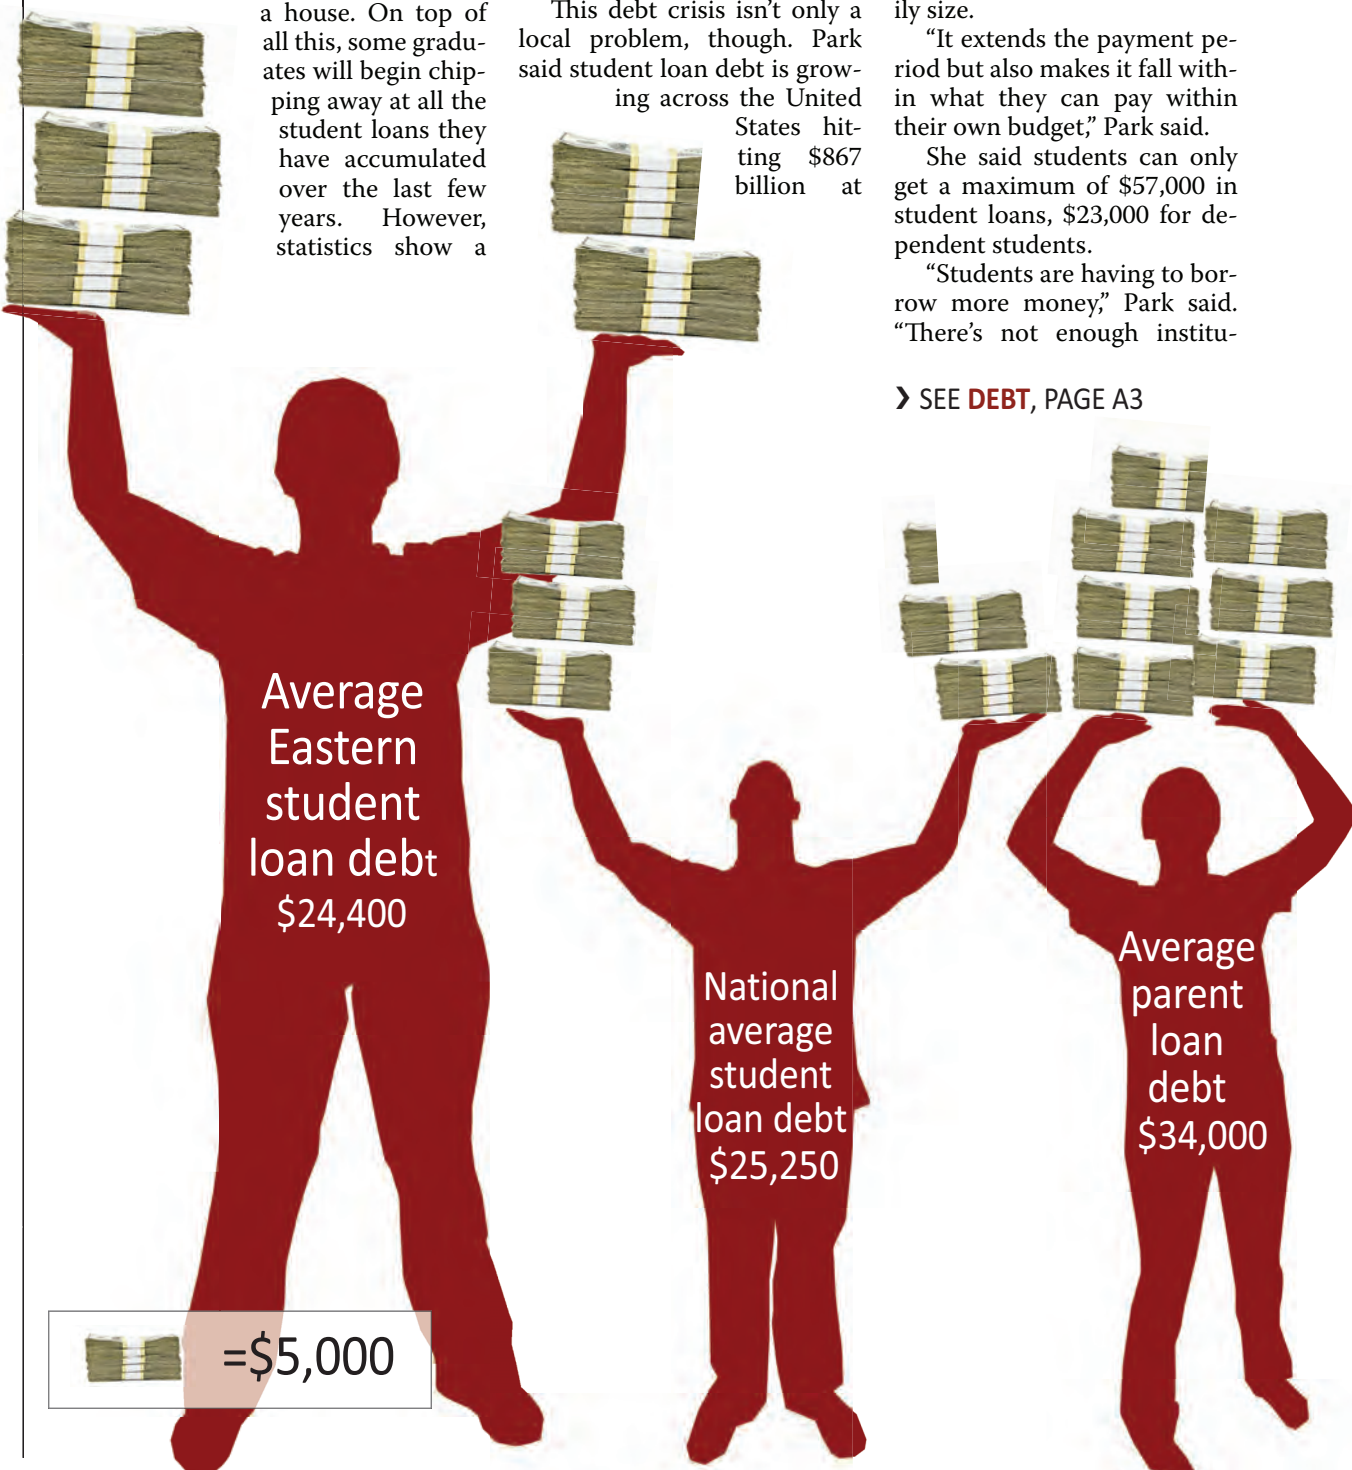 a house. On top of
all this, some gradu-
ates will begin chip-
ping away at all the
student loans they
have accumulated
over the last few
years. However,
statistics show a
This debt crisis isn't only a
local problem, though. Park
said student loan debt is grow-
ing across the United
States hit-
ting $867
billion at
ily size.
“It extends the payment pe-
riod but also makes it fall with-
in what they can pay within
their own budget,” Park said.
She said students can only
get a maximum of $57,000 in
student loans, $23,000 for de-
pendent students.
“Students are having to bor-
row more money,” Park said.
“There's not enough institu-
❯ SEE DEBT, PAGE A3
Average
Eastern
student
loan debt
$24,400
National
average
student
loan debt
$25,250
Average
parent
loan
debt
$34,000
=$5,000